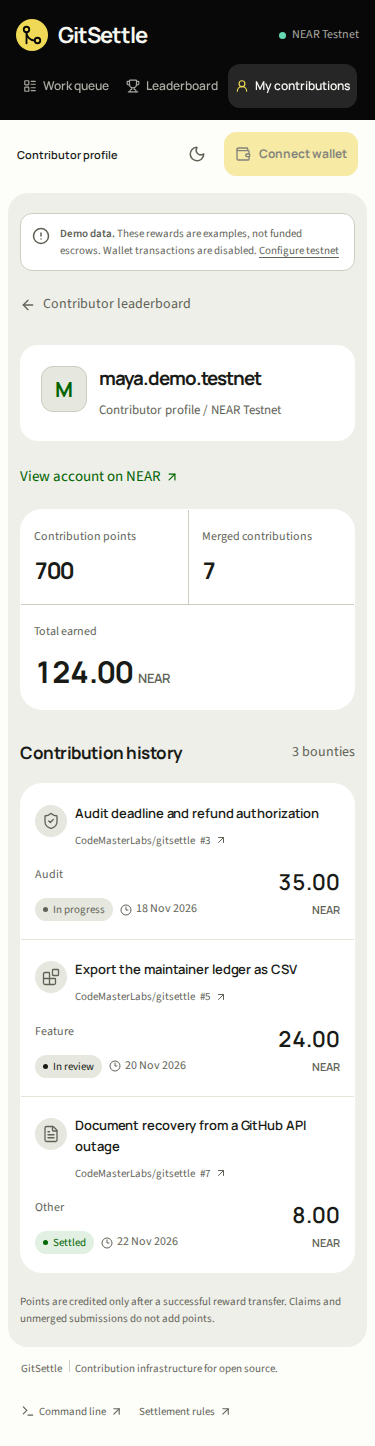 GitSettle
NEAR Testnet
Work queue
Leaderboard
My contributions
Contributor profile
Connect wallet
Demo data. These rewards are examples, not funded
escrows. Wallet transactions are disabled. Configure testnet
Contributor leaderboard
M
maya.demo.testnet
Contributor profile / NEAR Testnet
View account on NEAR
Contribution points
Merged contributions
700
7
Total earned
124.00 NEAR
Contribution history
3 bounties
Audit deadline and refund authorization
CodeMasterLabs/gitsettle #3
Audit
35.00
In progress
18 Nov 2026
NEAR
Export the maintainer ledger as CSV
CodeMasterLabs/gitsettle #5
Feature
24.00
In review
20 Nov 2026
NEAR
Document recovery from a GitHub API
outage
CodeMasterLabs/gitsettle #7
Other
8.00
Settled
22 Nov 2026
NEAR
Points are credited only after a successful reward transfer. Claims and
unmerged submissions do not add points.
GitSettle
Contribution infrastructure for open source.
Command line
Settlement rules